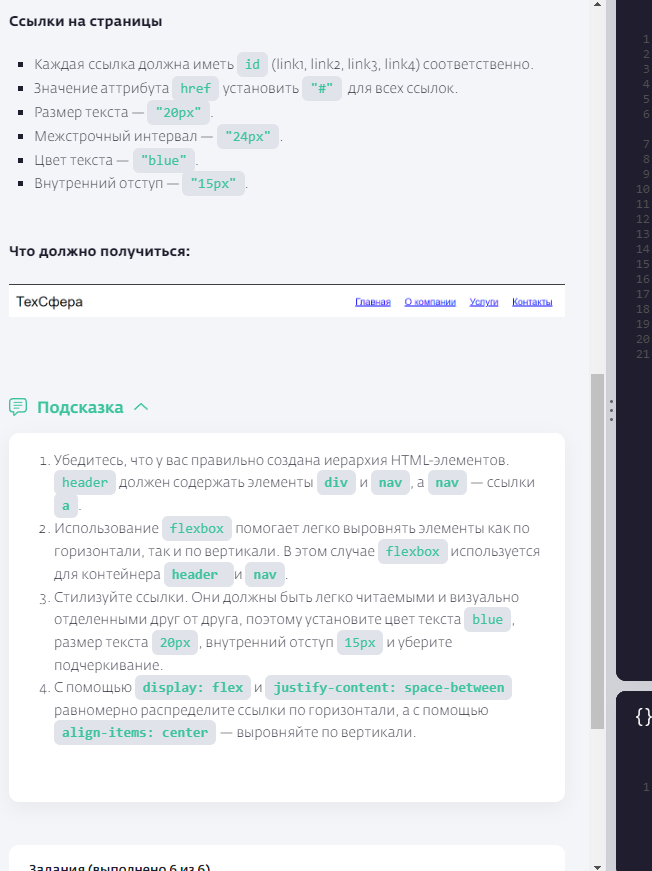 Ссылки на страницы
Каждая ссылка должна иметь id (link1, link2, link3, link4) соответственно.
Значение аттрибута href установить "#" для всех ссылок.
Размер текста — "20px".
Межстрочный интервал — "24px".
Цвет текста — "blue".
Внутренний отступ — "15px".
Что должно получиться:
ТехСфера Главная О компании Услуги Контакты
Подсказка
1. Убедитесь, что у вас правильно создана иерархия HTML-элементов.
header должен содержать элементы div и nav, а nav — ссылки
a.
2. Использование flexbox помогает легко выровнять элементы как по
горизонтали, так и по вертикали. В этом случае flexbox используется
для контейнера header и nav.
3. Стилизуйте ссылки. Они должны быть легко читаемыми и визуально
отделенными друг от друга, поэтому установите цвет текста blue,
размер текста 20px, внутренний отступ 15px и уберите
подчеркивание.
4. С помощью display: flex и justify-content: space-between
равномерно распределите ссылки по горизонтали, а с помощью
align-items: center — выровняйте по вертикали.
Задания (выполнено 6 из 6)
1
2
3
4
5
6
7
8
9
10
11
12
13
14
15
16
17
18
19
20
21
{}
1